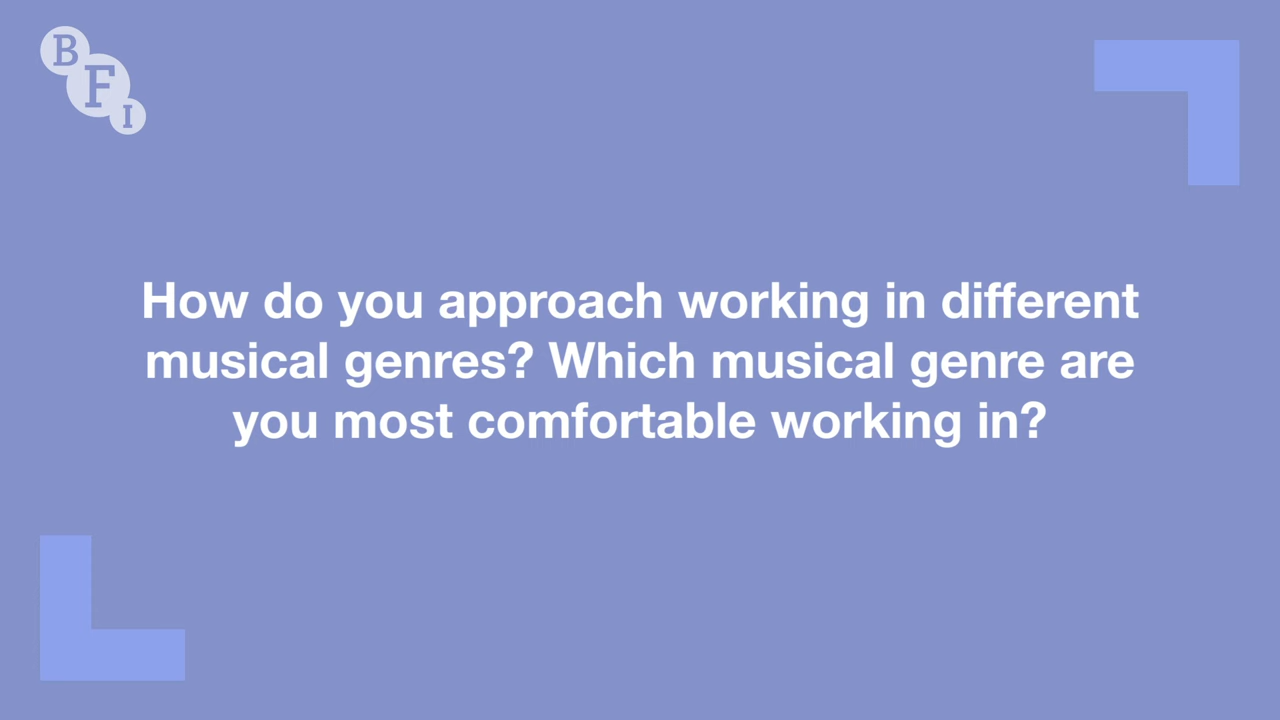 BFI
How do you approach working in different
musical genres? Which musical genre are
you most comfortable working in?